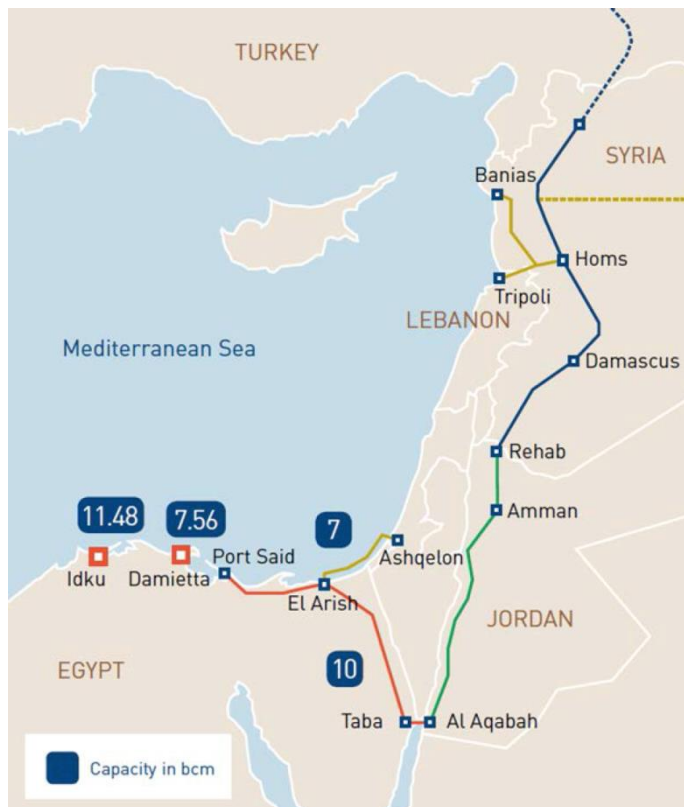 TURKEY
SYRIA
Banias
Homs
Tripoli
LEBANON
Mediterranean Sea
Damascus
Rehab
11.48
7.56
7
Amman
Port Said
Ashqelon
Idku
Damietta
El Arish
JORDAN
EGYPT
10
Taba
Al Aqabah
Capacity in bcm